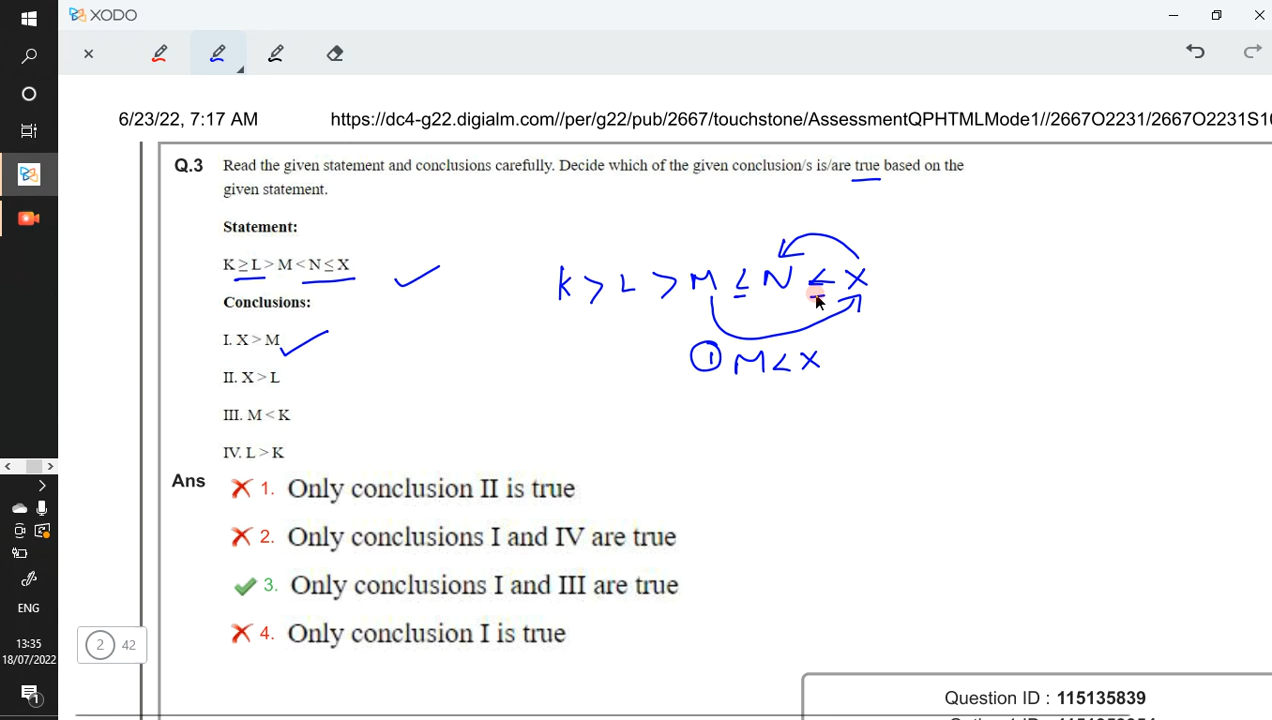 XODO
6/23/22, 7:17 AM https://dc4-g22.digialm.com//per/g22/pub/2667/touchstone/AssessmentQPHTMLMode1//2667O2231/2667O2231S1
Q.3 Read the given statement and conclusions carefully. Decide which of the given conclusion/s is/are true based on the
given statement.
Statement:
K ≥ L > M < N ≤ X
K > L > M ≤ N ≤ X
Conclusions:
I. X > M
① M < X
II. X > L
III. M < K
IV. L > K
Ans 1. Only conclusion II is true
2. Only conclusions I and IV are true
3. Only conclusions I and III are true
4. Only conclusion I is true
ENG
13:35
18/07/2022
2 42
1
Question ID : 115135839